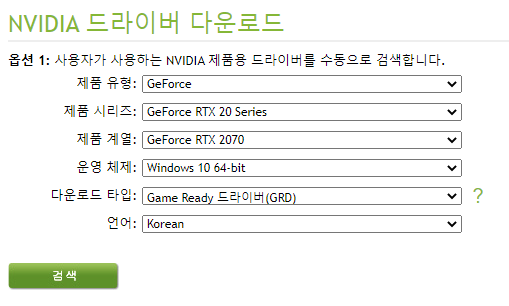 NVIDIA 드라이버 다운로드
옵션 1: 사용자가 사용하는 NVIDIA 제품용 드라이버를 수동으로 검색합니다.
제품 유형: GeForce
제품 시리즈: GeForce RTX 20 Series
제품 계열: GeForce RTX 2070
운영 체제: Windows 10 64-bit
다운로드 타입: Game Ready 드라이버(GRD) ?
언어: Korean
검색